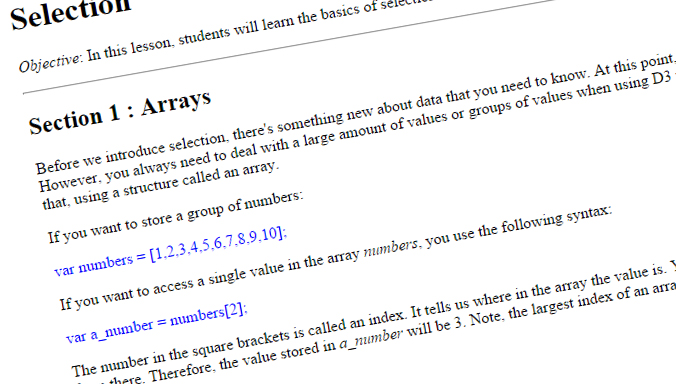 Selection
Objective: In this lesson, students will learn the basics of
Section 1 : Arrays
Before we introduce selection, there's something new about data that you need to know. At this point,
However, you always need to deal with a large amount of values or groups of values when using D3
that, using a structure called an array.
If you want to store a group of numbers:
var numbers = [1,2,3,4,5,6,7,8,9,10];
If you want to access a single value in the array numbers, you use the following syntax:
var a_number = numbers[2];
The number in the square brackets is called an index. It tells us where in the array the value is.
there. Therefore, the value stored in a_number will be 3. Note, the largest index of an